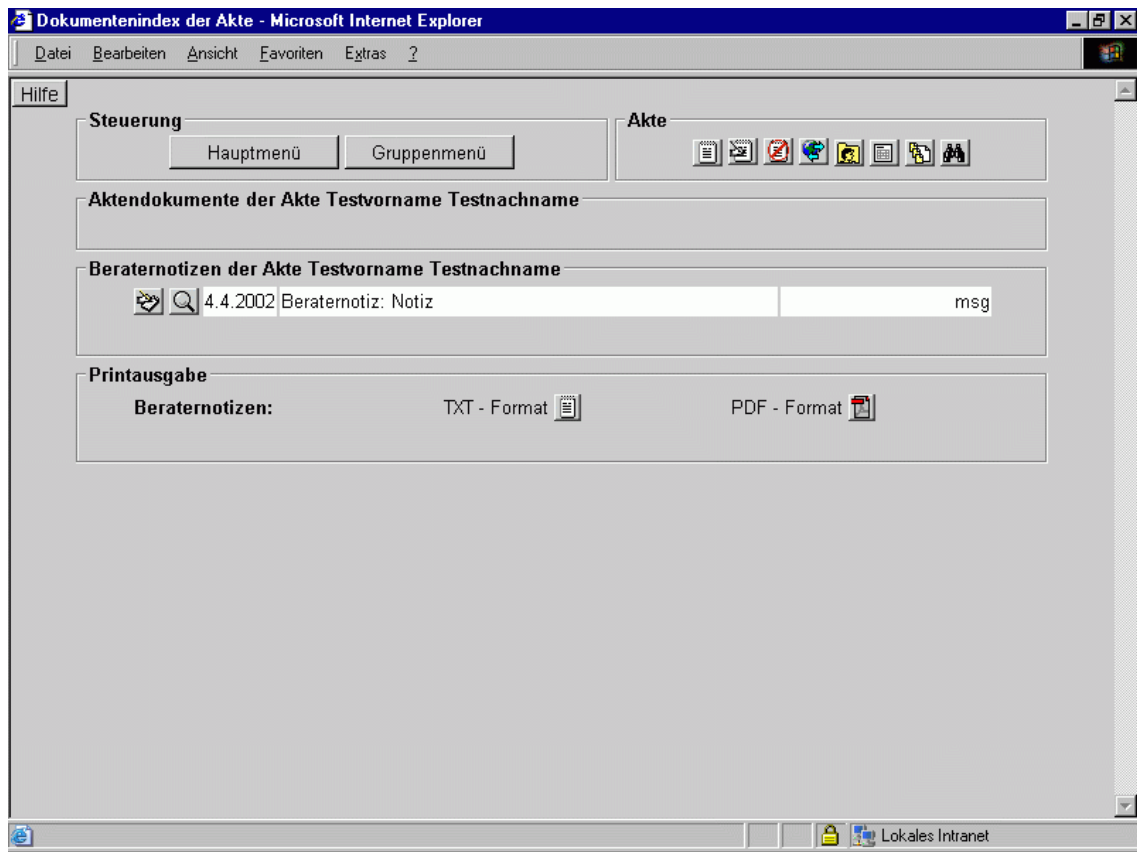 Dokumentenindex der Akte - Microsoft Internet Explorer
Datei Bearbeiten Ansicht Favoriten Extras ?
Hilfe
Steuerung
Hauptmenü Gruppenmenü
Akte
Aktendokumente der Akte Testvorname Testnachname
Beraternotizen der Akte Testvorname Testnachname
4.4.2002 Beraternotiz: Notiz msg
Printausgabe
Beraternotizen: TXT - Format PDF - Format
Lokales Intranet